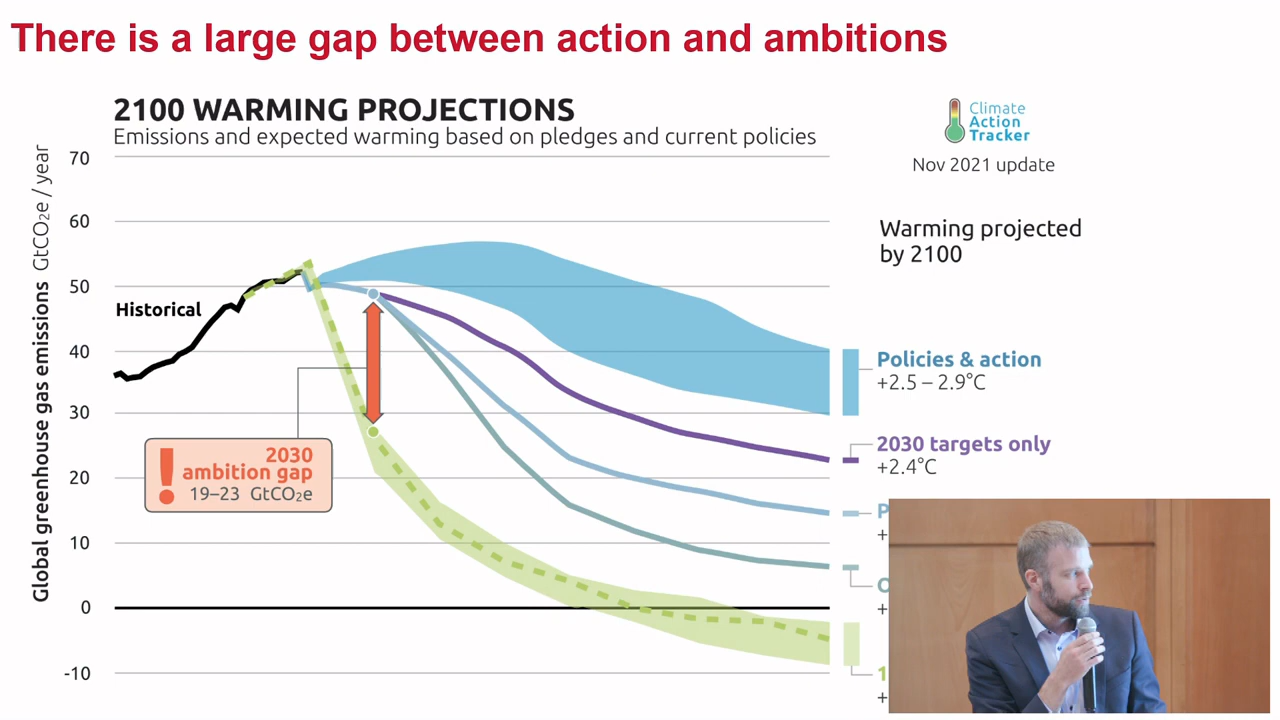 There is a large gap between action and ambitions
2100 WARMING PROJECTIONS
Emissions and expected warming based on pledges and current policies
Climate
Action
Tracker
Nov 2021 update
Global greenhouse gas emissions GtCO₂e / year
70
60
50
40
30
20
10
0
-10
Historical
2030
ambition gap
19–23 GtCO₂e
Warming projected
by 2100
Policies & action
+2.5 – 2.9°C
2030 targets only
+2.4°C
P
+
O
+
1
+